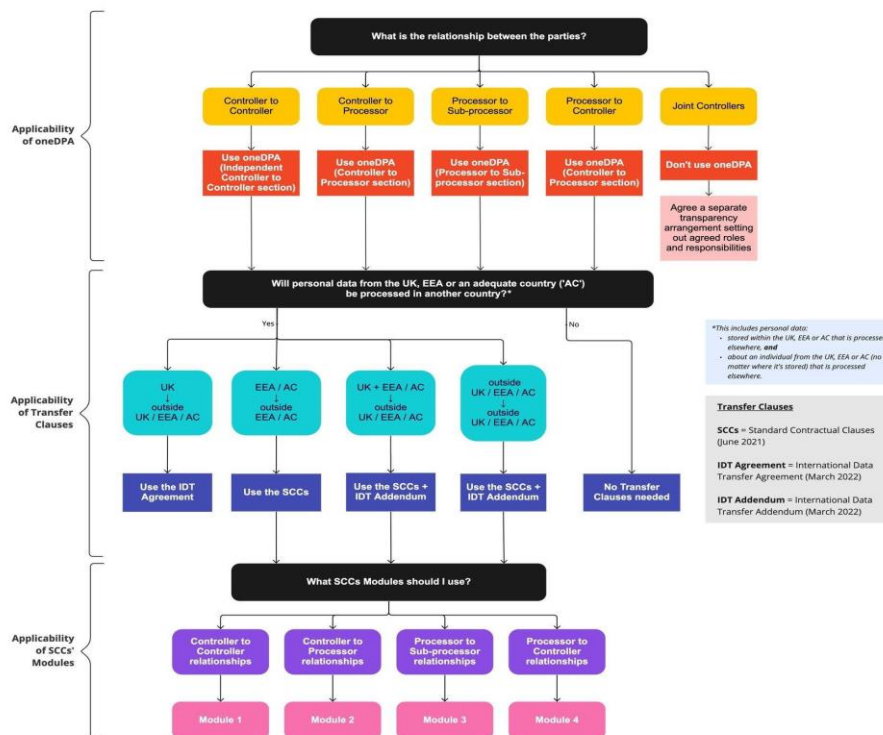 What is the relationship between the parties?
Applicability
of oneDPA
Controller to
Controller
Controller to
Processor
Processor to
Sub-processor
Processor to
Controller
Joint Controllers
Use oneDPA
(Independent
Controller to
Controller section)
Use oneDPA
(Controller to
Processor section)
Use oneDPA
(Processor to Sub-
processor section)
Use oneDPA
(Controller to
Processor section)
Don't use oneDPA
Agree a separate
transparency
arrangement setting
out agreed roles
and responsibilities
Will personal data from the UK, EEA or an adequate country ('AC')
be processed in another country?*
Yes
No
*This includes personal data:
• stored within the UK, EEA or AC that is processed
elsewhere, and
• about an individual from the UK, EEA or AC (no
matter where it's stored) that is processed
elsewhere.
Applicability
of Transfer
Clauses
UK
↓
outside
UK / EEA / AC
EEA / AC
↓
outside
EEA / AC
UK + EEA / AC
↓
outside
UK / EEA / AC
outside
UK / EEA / AC
↓
outside
UK / EEA / AC
Use the IDT
Agreement
Use the SCCs
Use the SCCs +
IDT Addendum
Use the SCCs +
IDT Addendum
No Transfer
Clauses needed
Transfer Clauses
SCCs = Standard Contractual Clauses
(June 2021)
IDT Agreement = International Data
Transfer Agreement (March 2022)
IDT Addendum = International Data
Transfer Addendum (March 2022)
What SCCs Modules should I use?
Applicability
of SCCs'
Modules
Controller to
Controller
relationships
Controller to
Processor
relationships
Processor to
Sub-processor
relationships
Processor to
Controller
relationships
Module 1
Module 2
Module 3
Module 4